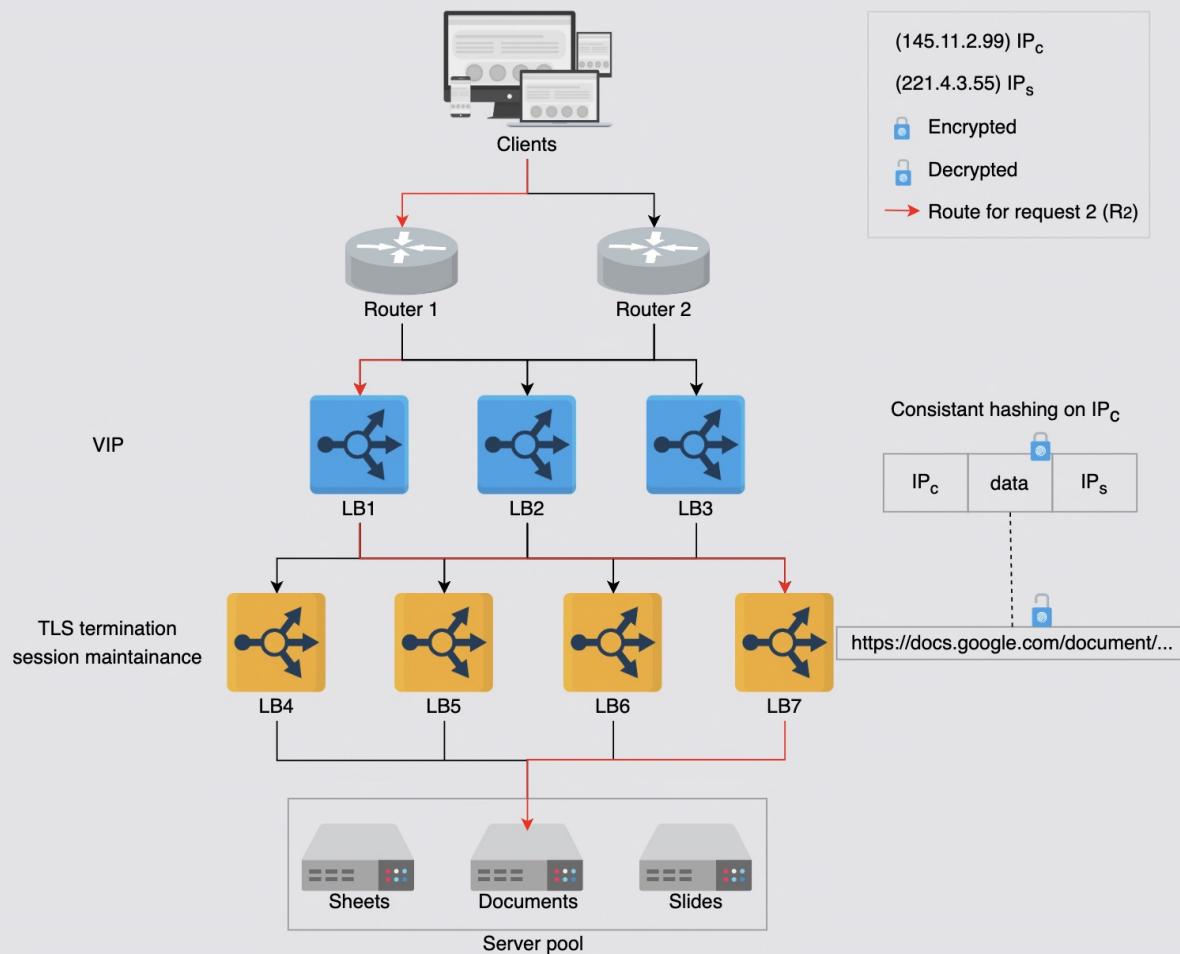 (145.11.2.99) IPc
(221.4.3.55) IPs
Encrypted
Decrypted
Route for request 2 (R2)
Clients
Router 1
Router 2
VIP
LB1
LB2
LB3
Consistant hashing on IPc
IPc
data
IPs
TLS termination
session maintainance
https://docs.google.com/document/...
LB4
LB5
LB6
LB7
Sheets
Documents
Slides
Server pool